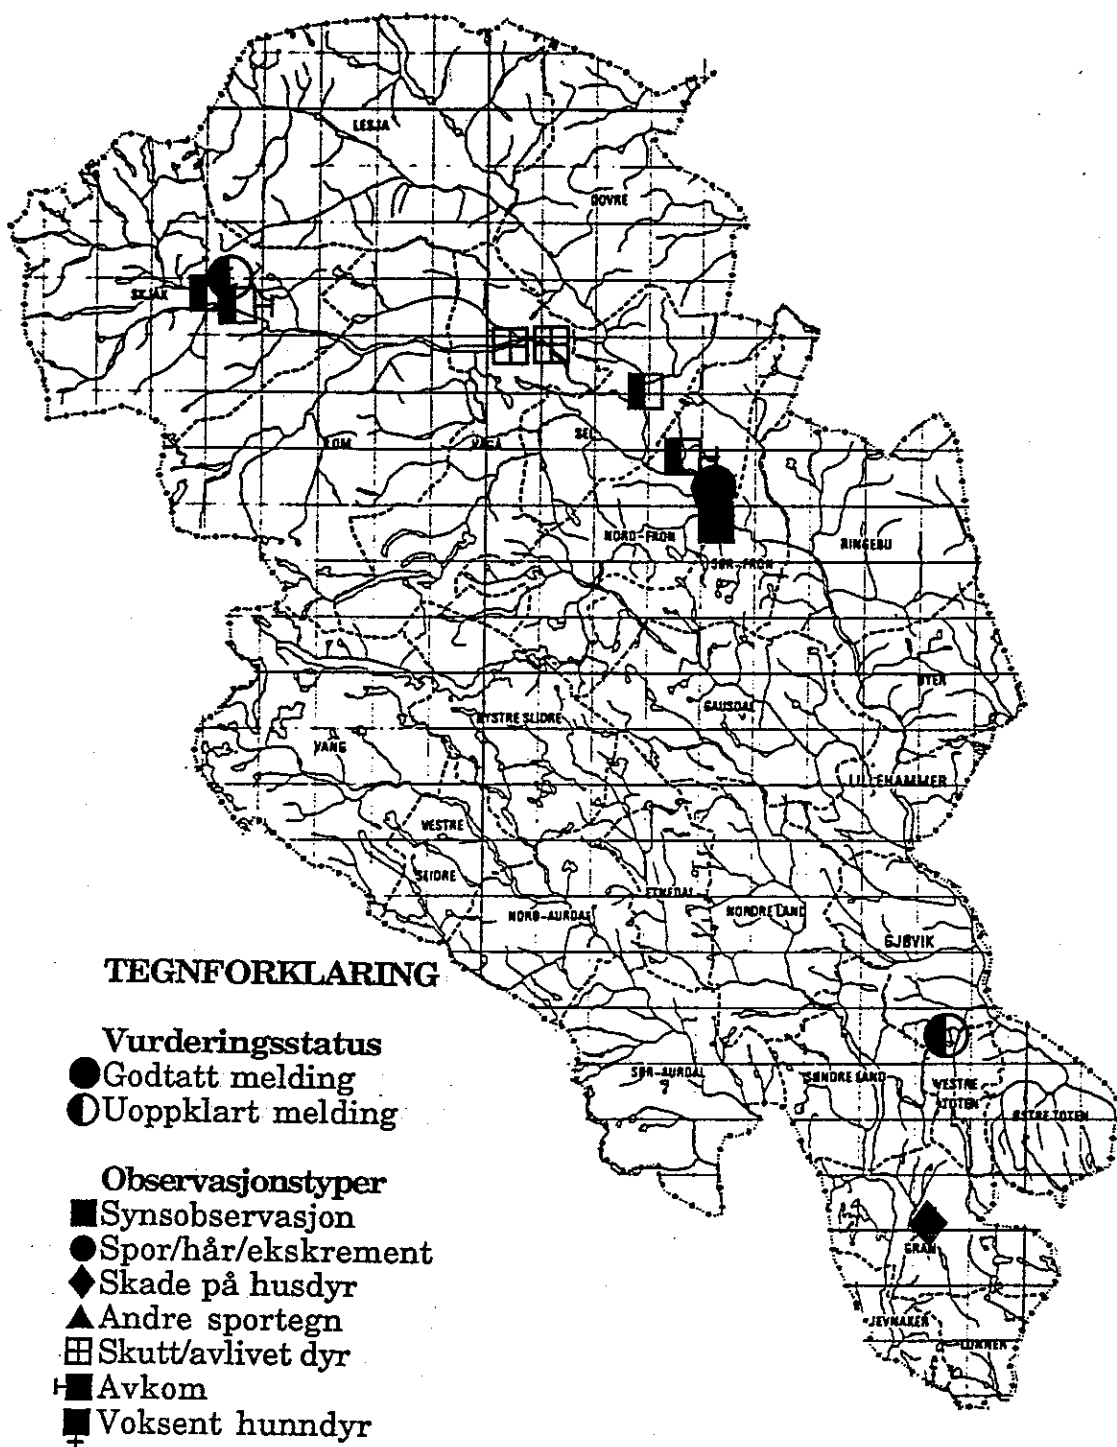 LESJA
DOVRE
SKJÅK
LOM
VÅGÅ
SEL
NORD-FRON
RINGEBU
SØR-FRON
ØYER
GAUSDAL
ØYSTRE SLIDRE
VANG
LILLEHAMMER
VESTRE
SLIDRE
ETNEDAL
NORD-AURDAL
NORDRE LAND
GJØVIK
SØR-AURDAL
SØNDRE LAND
VESTRE
TOTEN
ØSTRE TOTEN
GRAN
JEVNAKER
LUNNER
TEGNFORKLARING
Vurderingsstatus
Godtatt melding
Uoppklart melding
Observasjonstyper
Synsobservasjon
Spor/hår/ekskrement
Skade på husdyr
Andre sportegn
Skutt/avlivet dyr
Avkom
Voksent hunndyr